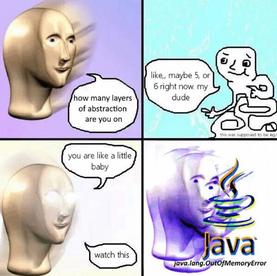 how many layers
of abstraction
are you on
like,, maybe 5, or
6 right now. my
dude
you are like a little
baby
watch this
Java
java.lang.OutOfMemoryError